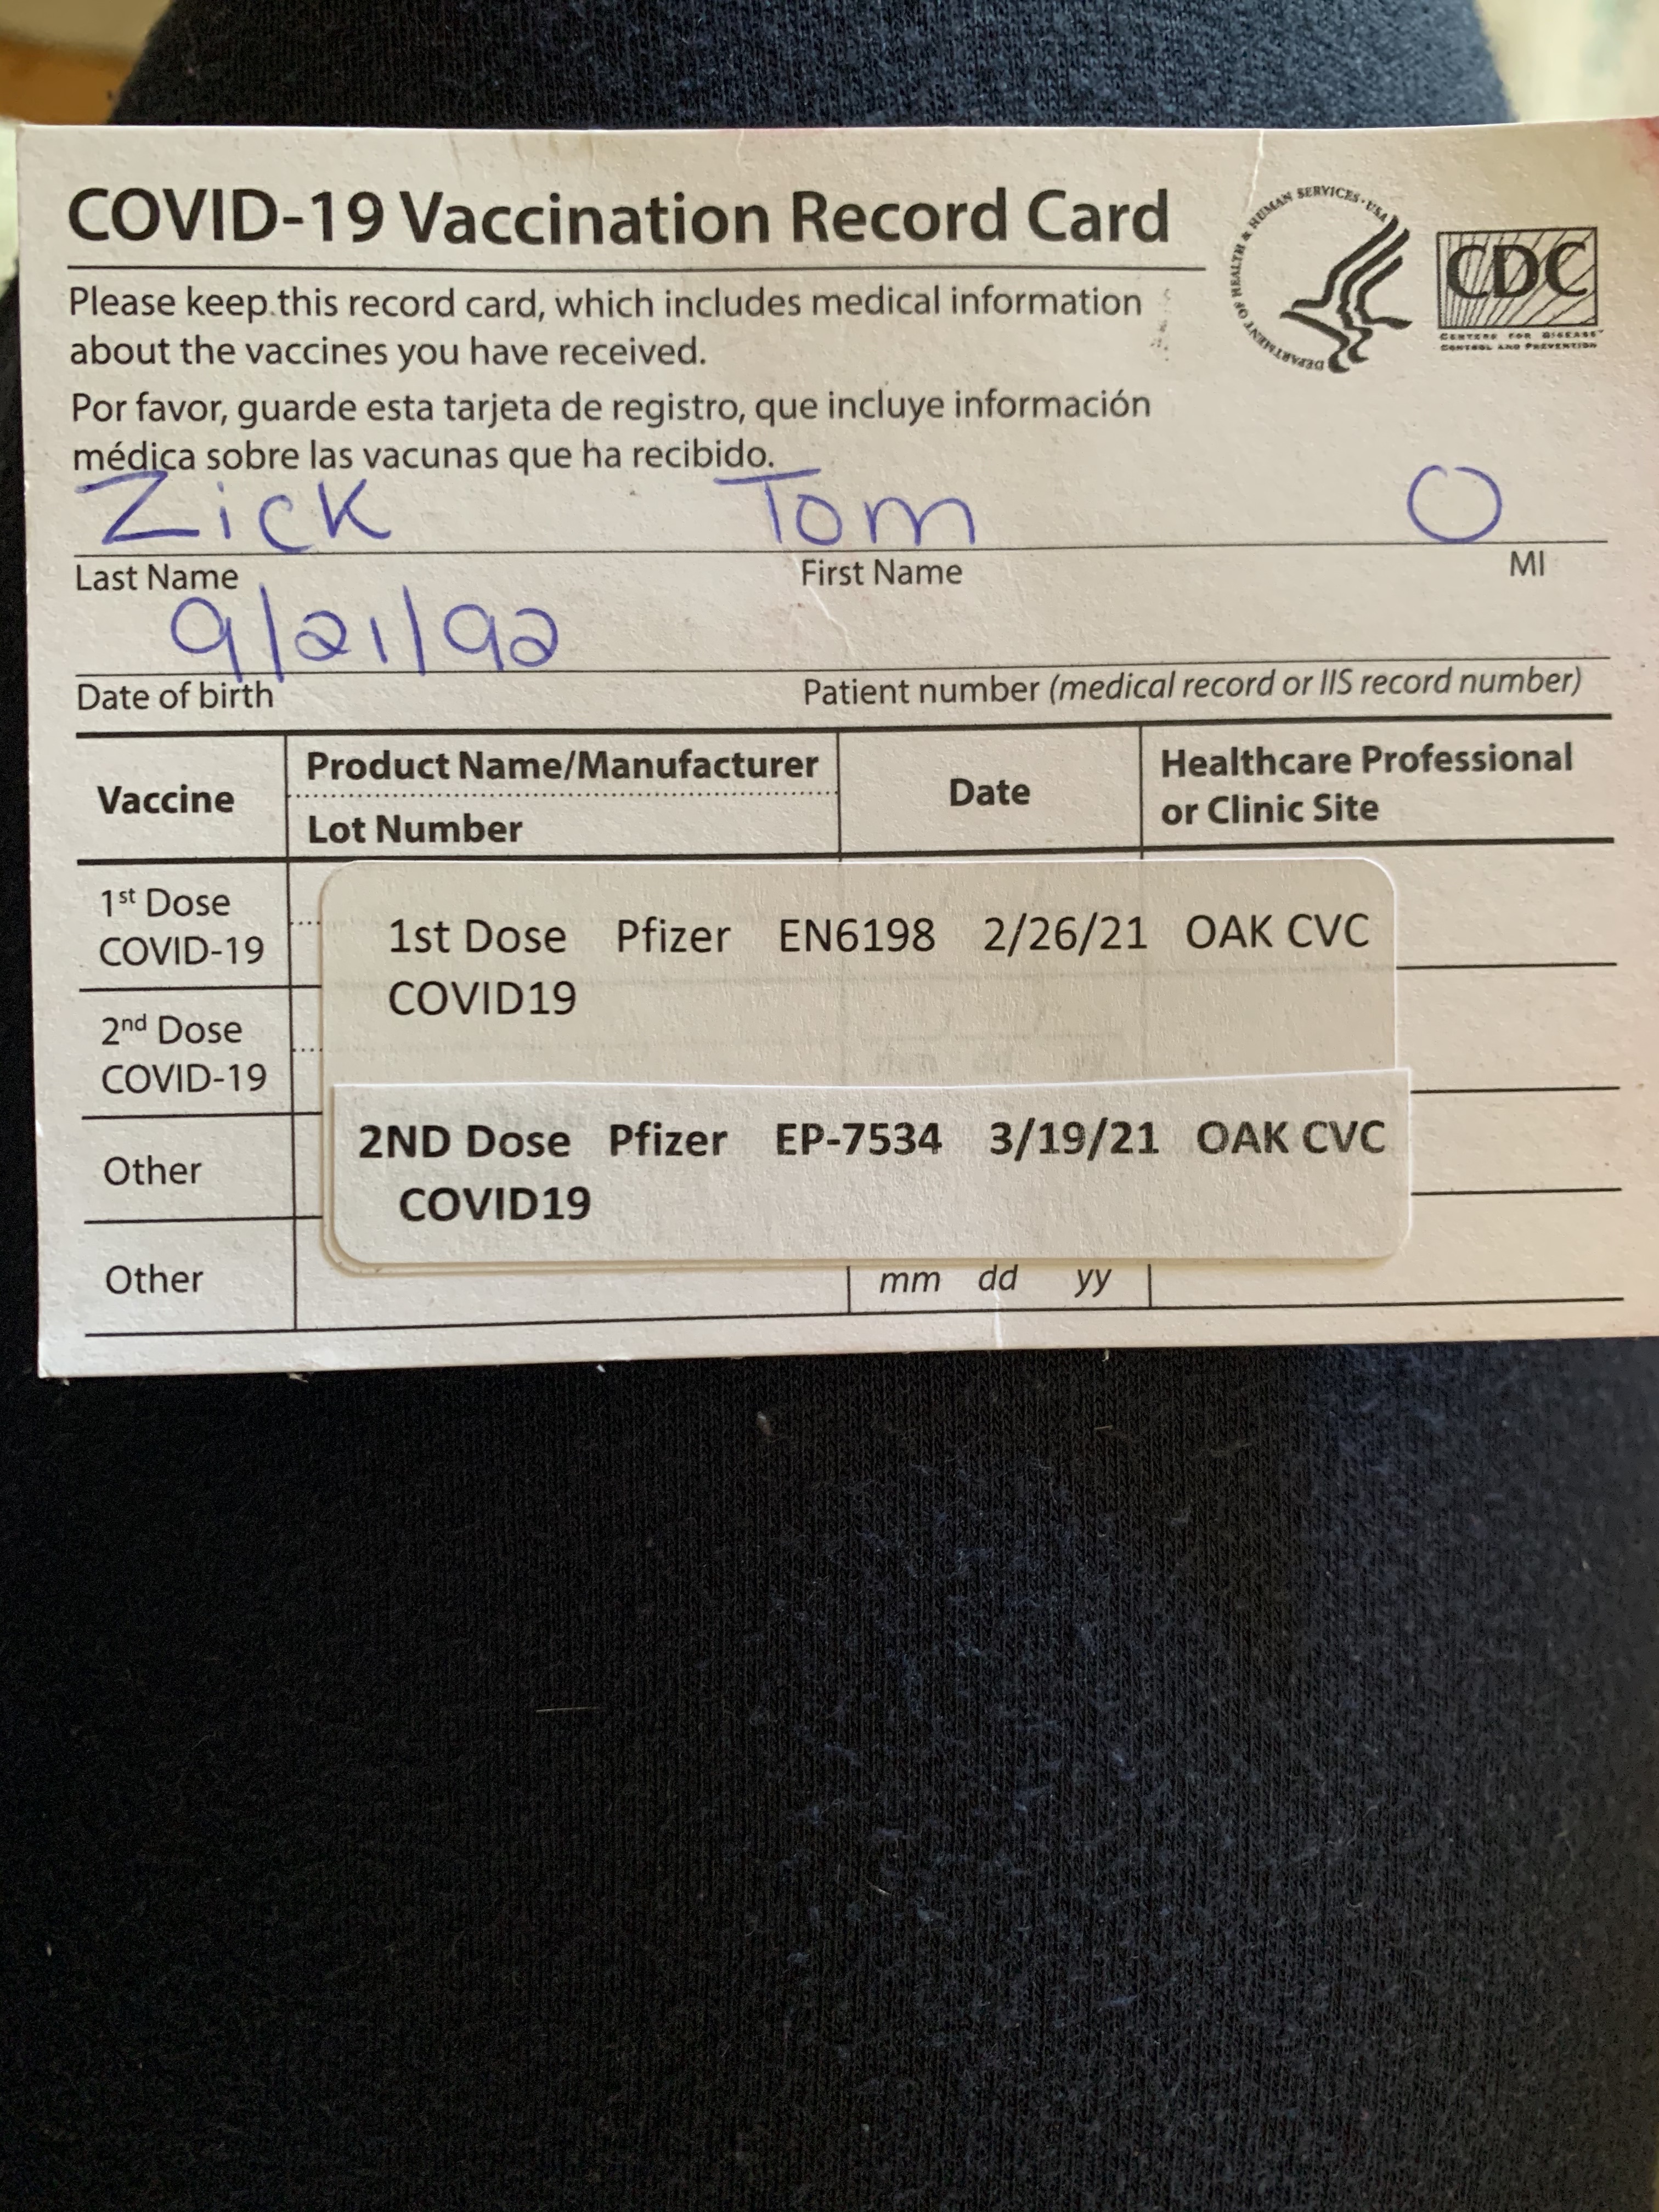 COVID-19 Vaccination Record Card
DEPARTMENT OF HEALTH & HUMAN SERVICES · USA
CDC
CENTERS FOR DISEASE™
CONTROL AND PREVENTION
Please keep this record card, which includes medical information
about the vaccines you have received.
Por favor, guarde esta tarjeta de registro, que incluye información
médica sobre las vacunas que ha recibido.
Zick Tom O
Last Name First Name MI
9/21/92
Date of birth Patient number (medical record or IIS record number)
Vaccine Product Name/Manufacturer Date Healthcare Professional
Lot Number or Clinic Site
1st Dose
COVID-19
1st Dose Pfizer EN6198 2/26/21 OAK CVC
COVID19
2nd Dose
COVID-19
Other
2ND Dose Pfizer EP-7534 3/19/21 OAK CVC
COVID19
Other mm dd yy